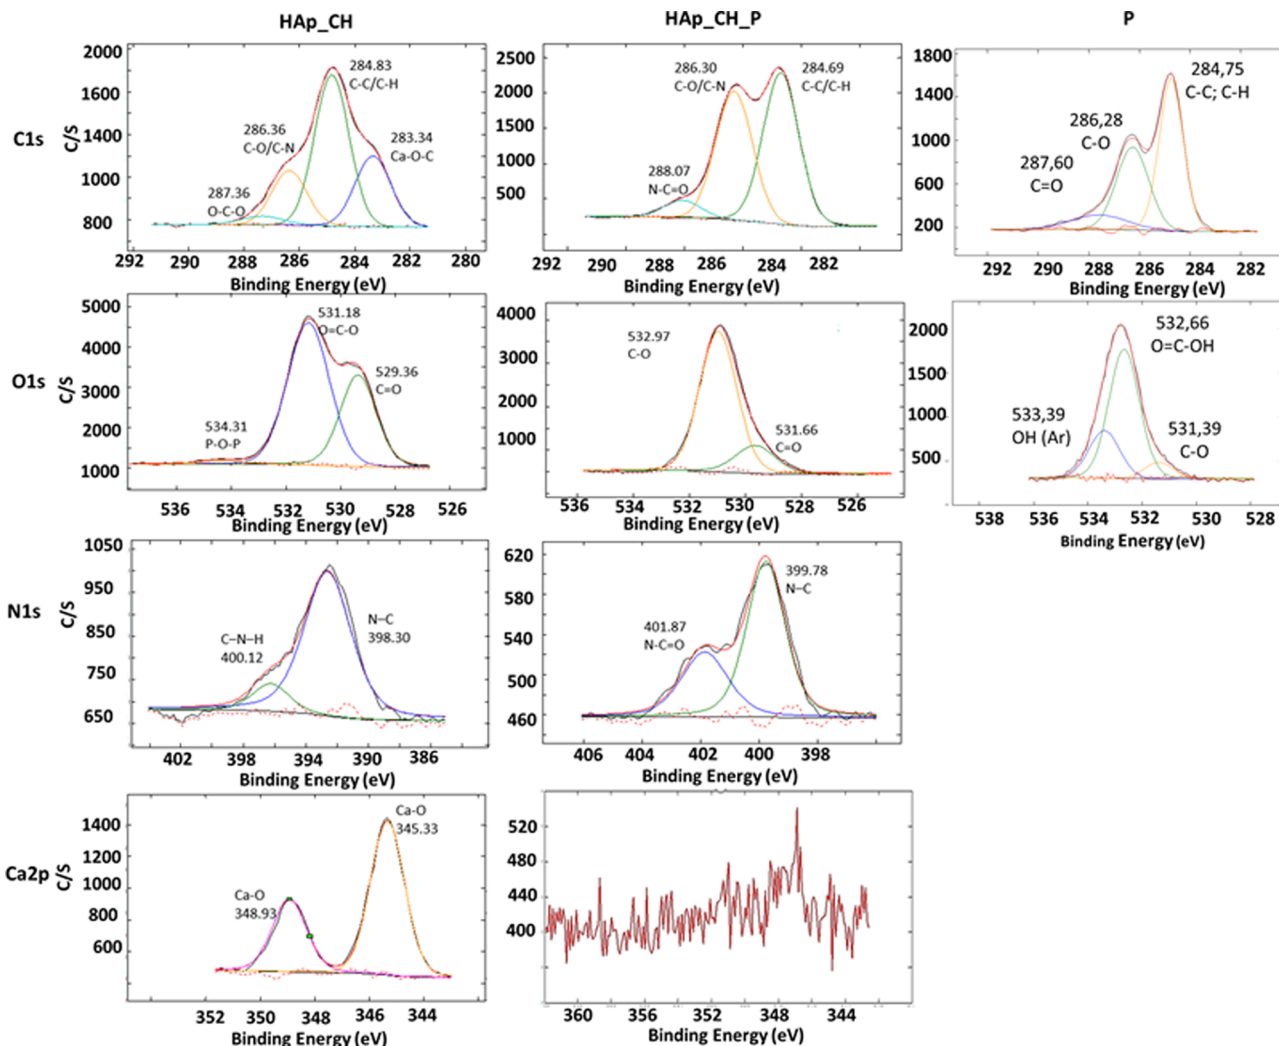 HAp_CH
HAp_CH_P
P
C1s
C/S
2000
1600
1400
1000
800
284.83
C-C/C-H
286.36
C-O/C-N
283.34
Ca-O-C
287.36
O-C-O
292 290 288 286 284 282 280
Binding Energy (eV)
2500
2000
1500
1000
500
286.30
C-O/C-N
284.69
C-C/C-H
288.07
N-C=O
292 290 288 286 284 282
Binding Energy (eV)
1800
1400
1000
600
200
284,75
C-C; C-H
286,28
C-O
287,60
C=O
292 290 288 286 284 282
Binding Energy (eV)
O1s
C/S
5000
4000
3000
2000
1000
531.18
O=C-O
529.36
C=O
534.31
P-O-P
536 534 532 530 528 526
Binding Energy (eV)
4000
3000
2000
1000
532.97
C-O
531.66
C=O
536 534 532 530 528 526
Binding Energy (eV)
2000
1500
1000
500
532,66
O=C-OH
533,39
OH (Ar)
531,39
C-O
538 536 534 532 530 528
Binding Energy (eV)
N1s
C/S
1050
950
850
750
650
C–N–H
400.12
N–C
398.30
402 398 394 390 386
Binding Energy (eV)
620
580
540
500
460
399.78
N–C
401.87
N-C=O
406 404 402 400 398
Binding Energy (eV)
Ca2p
C/S
1400
1200
1000
800
600
Ca-O
345.33
Ca-O
348.93
352 350 348 346 344
Binding Energy (eV)
520
480
440
400
360 356 352 348 344
Binding Energy (eV)